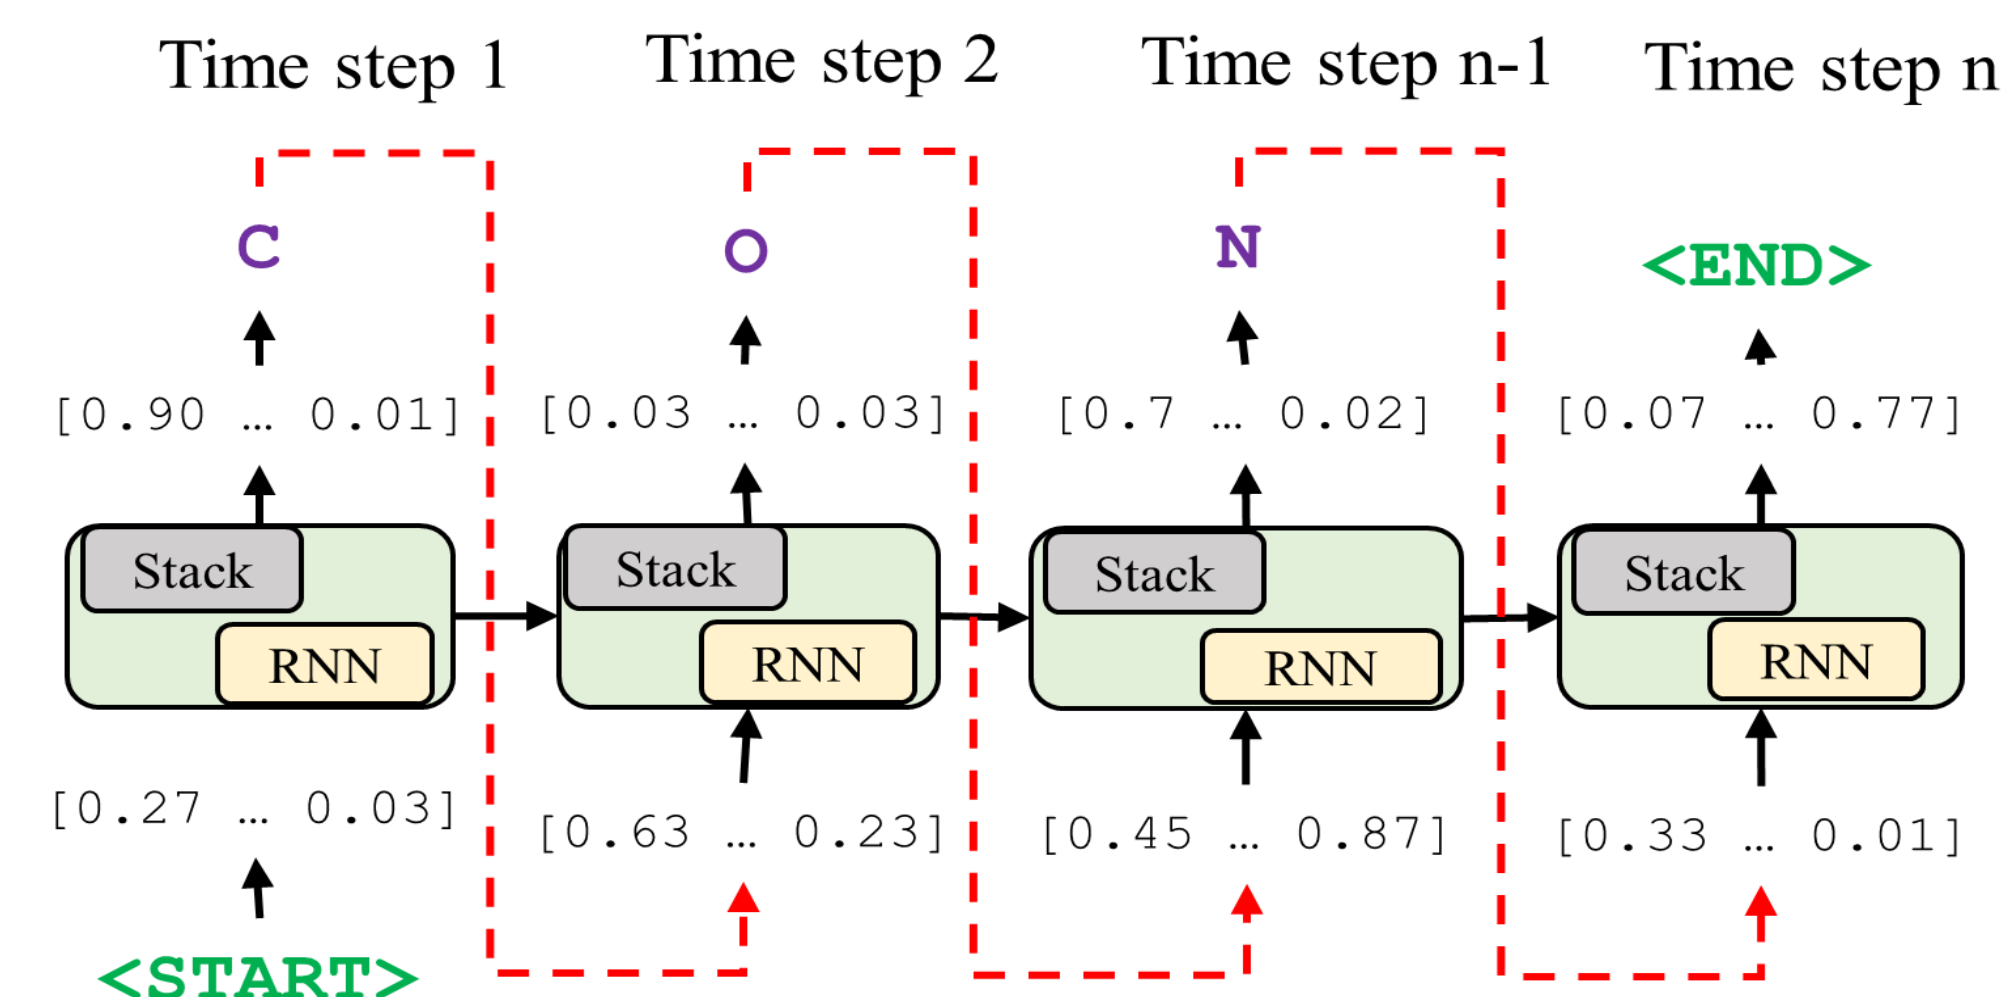 Time step 1
Time step 2
Time step n-1
Time step n
C
O
N
<END>
[0.90 … 0.01]
[0.03 … 0.03]
[0.7 … 0.02]
[0.07 … 0.77]
Stack
Stack
Stack
Stack
RNN
RNN
RNN
RNN
[0.27 … 0.03]
[0.63 … 0.23]
[0.45 … 0.87]
[0.33 … 0.01]
<START>